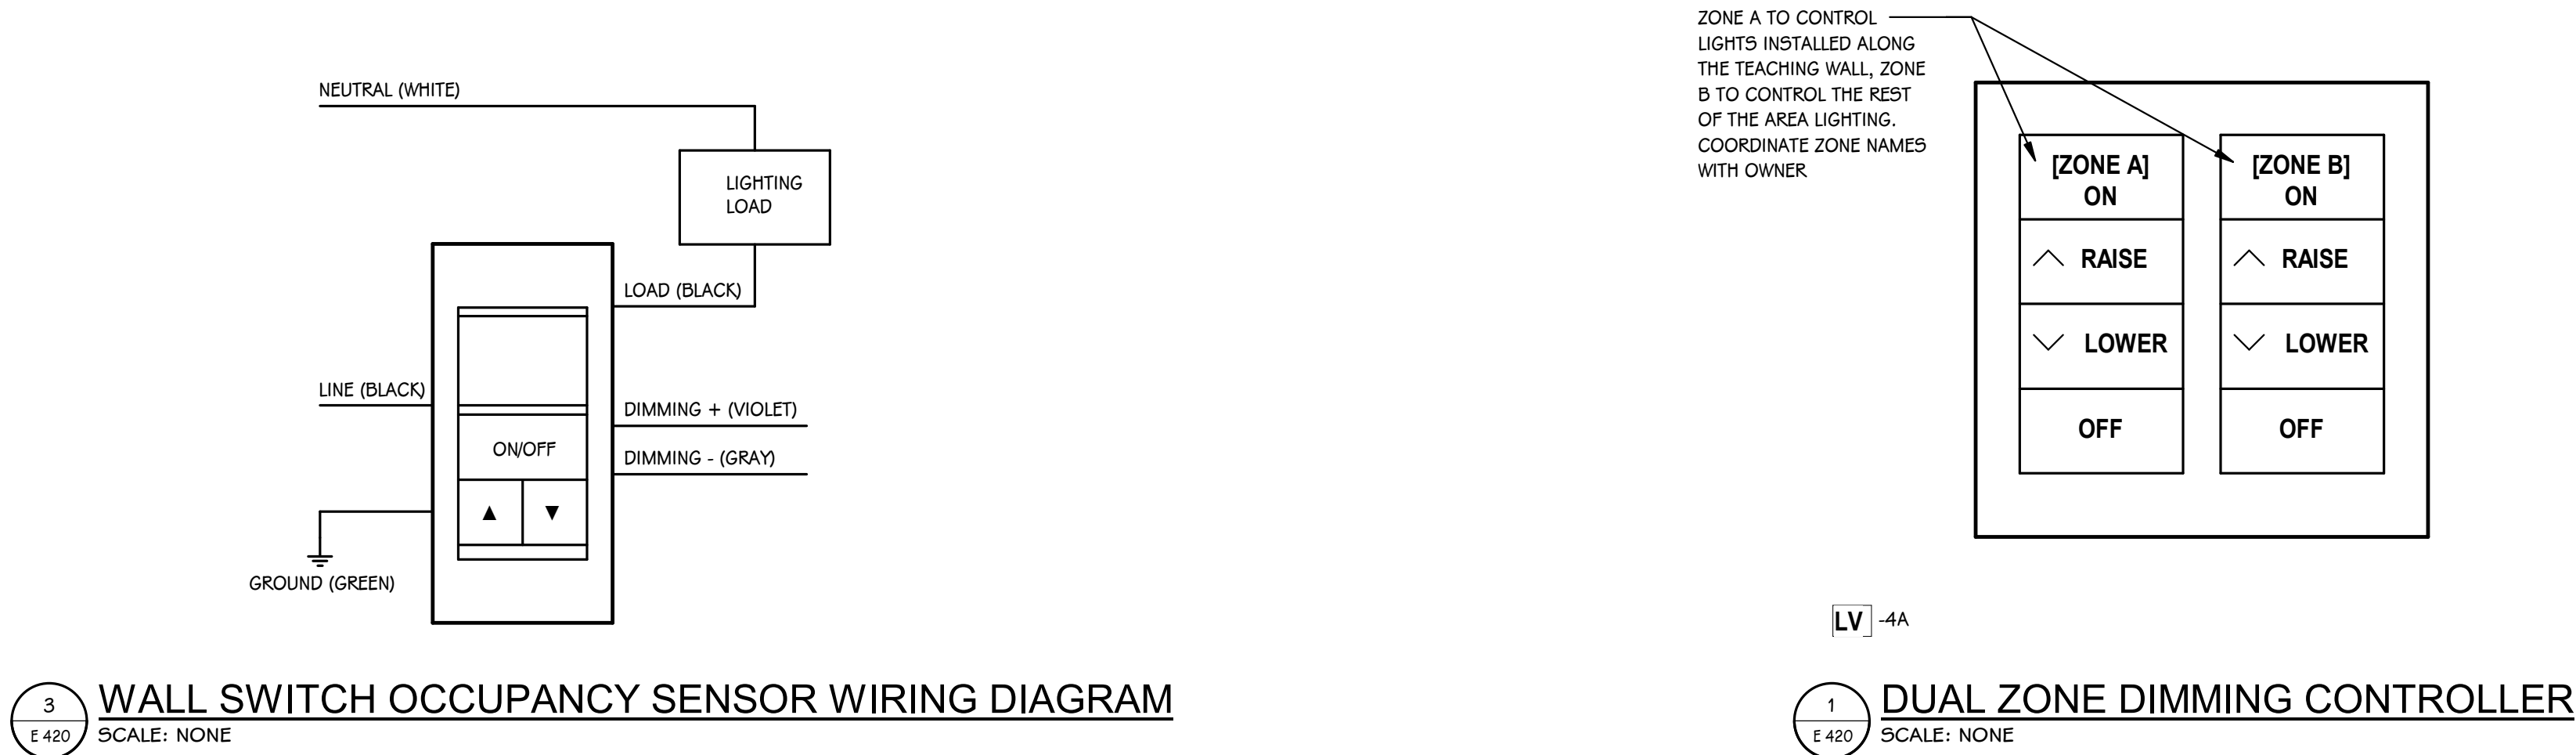 NEUTRAL (WHITE)
LIGHTING
LOAD
LOAD (BLACK)
LINE (BLACK)
DIMMING + (VIOLET)
ON/OFF
DIMMING - (GRAY)
▲ ▼
GROUND (GREEN)
3
E 420
WALL SWITCH OCCUPANCY SENSOR WIRING DIAGRAM
SCALE: NONE
ZONE A TO CONTROL
LIGHTS INSTALLED ALONG
THE TEACHING WALL, ZONE
B TO CONTROL THE REST
OF THE AREA LIGHTING.
COORDINATE ZONE NAMES
WITH OWNER
[ZONE A]
ON
RAISE
LOWER
OFF
[ZONE B]
ON
RAISE
LOWER
OFF
LV -4A
1
E 420
DUAL ZONE DIMMING CONTROLLER
SCALE: NONE